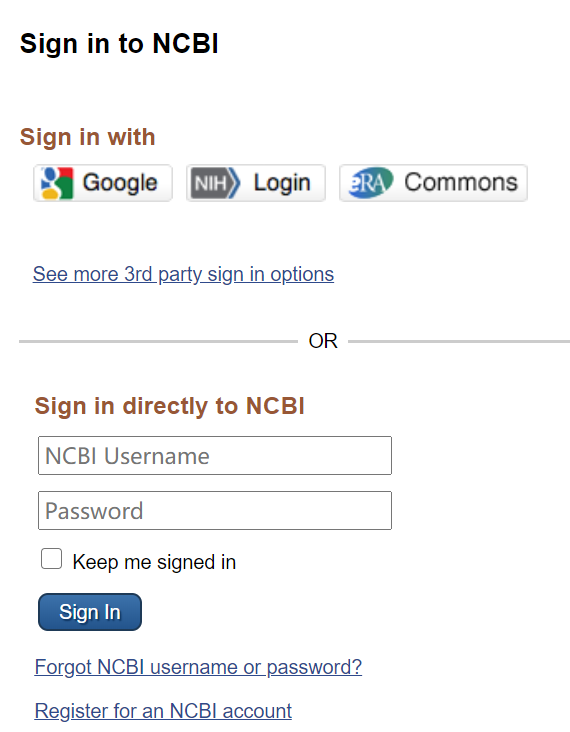 Sign in to NCBI
Sign in with
Google NIH Login eRA Commons
See more 3rd party sign in options
OR
Sign in directly to NCBI
NCBI Username
Password
Keep me signed in
Sign In
Forgot NCBI username or password?
Register for an NCBI account